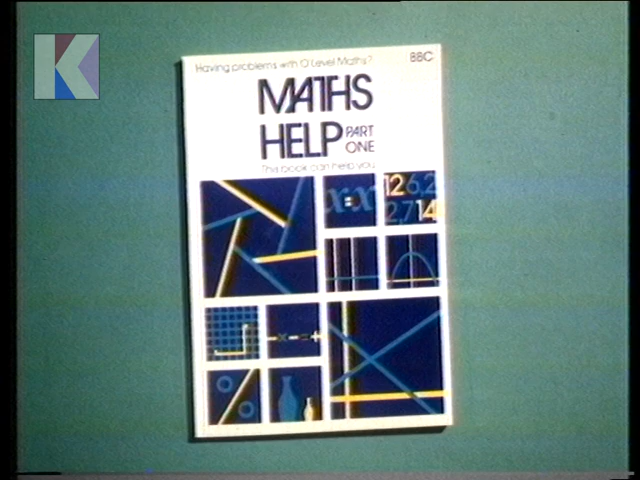 K
Having problems with O Level Maths?
BBC
MATHS
HELP PART
ONE
This book can help you
x=x
12 6,2
2,7 14
-x-=+